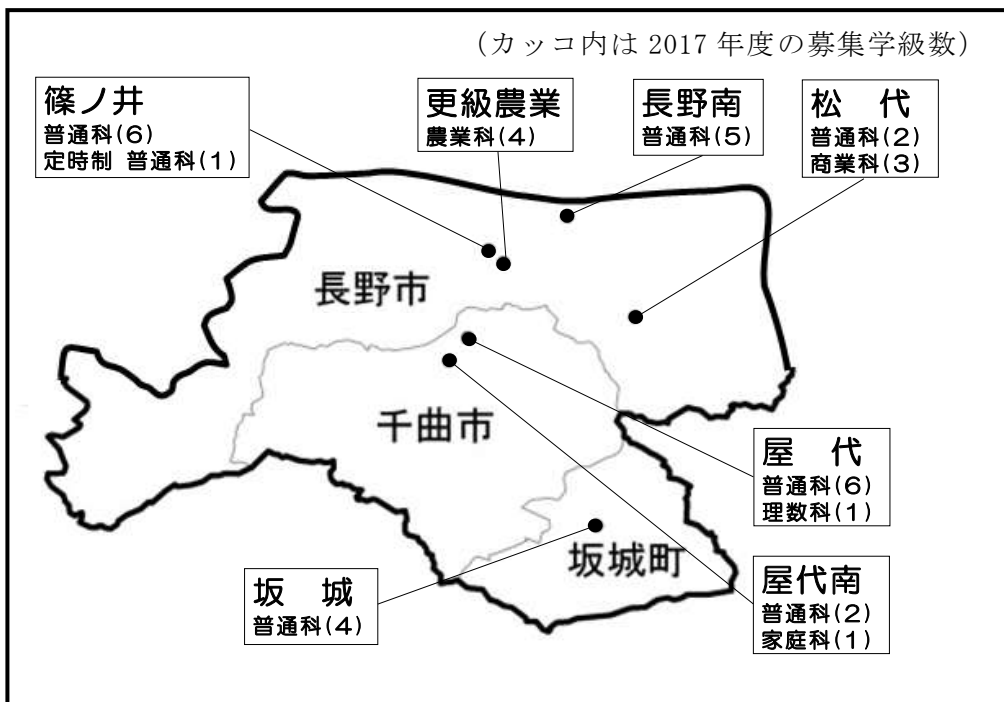 (カッコ内は 2017 年度の募集学級数)
篠ノ井
普通科(6)
定時制 普通科(1)
更級農業
農業科(4)
長野南
普通科(5)
松 代
普通科(2)
商業科(3)
長野市
千曲市
屋 代
普通科(6)
理数科(1)
坂 城
普通科(4)
坂城町
屋代南
普通科(2)
家庭科(1)